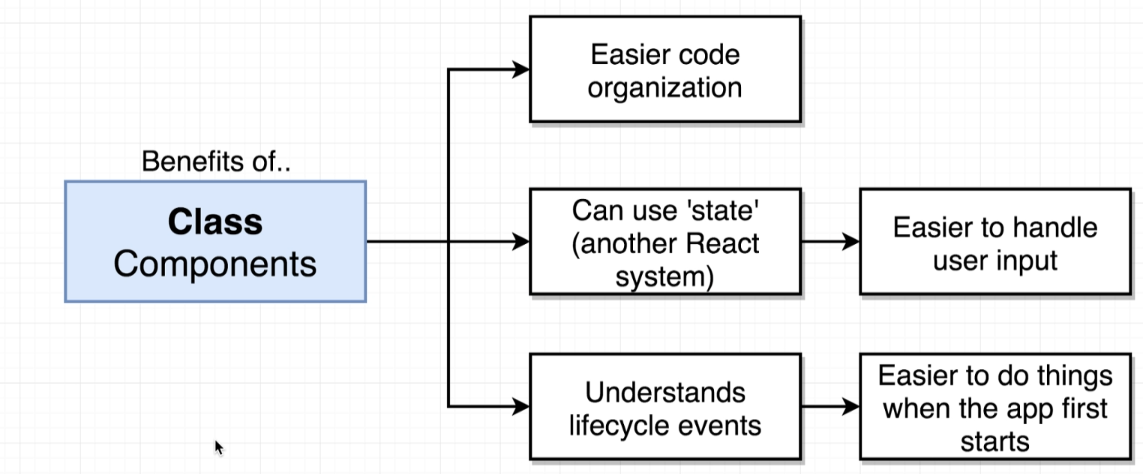 Benefits of..
Class
Components
Easier code
organization
Can use 'state'
(another React
system)
Easier to handle
user input
Understands
lifecycle events
Easier to do things
when the app first
starts